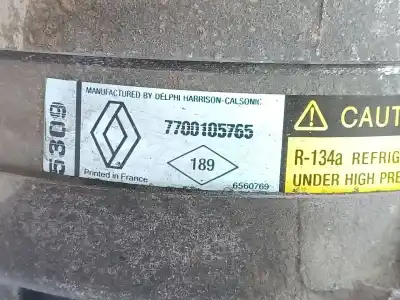 MANUFACTURED BY DELPHI HARRISON-CALSONIC
7700105765
189
5309
Printed in France
6560769
CAUT
R-134a REFRIG
UNDER HIGH PRE